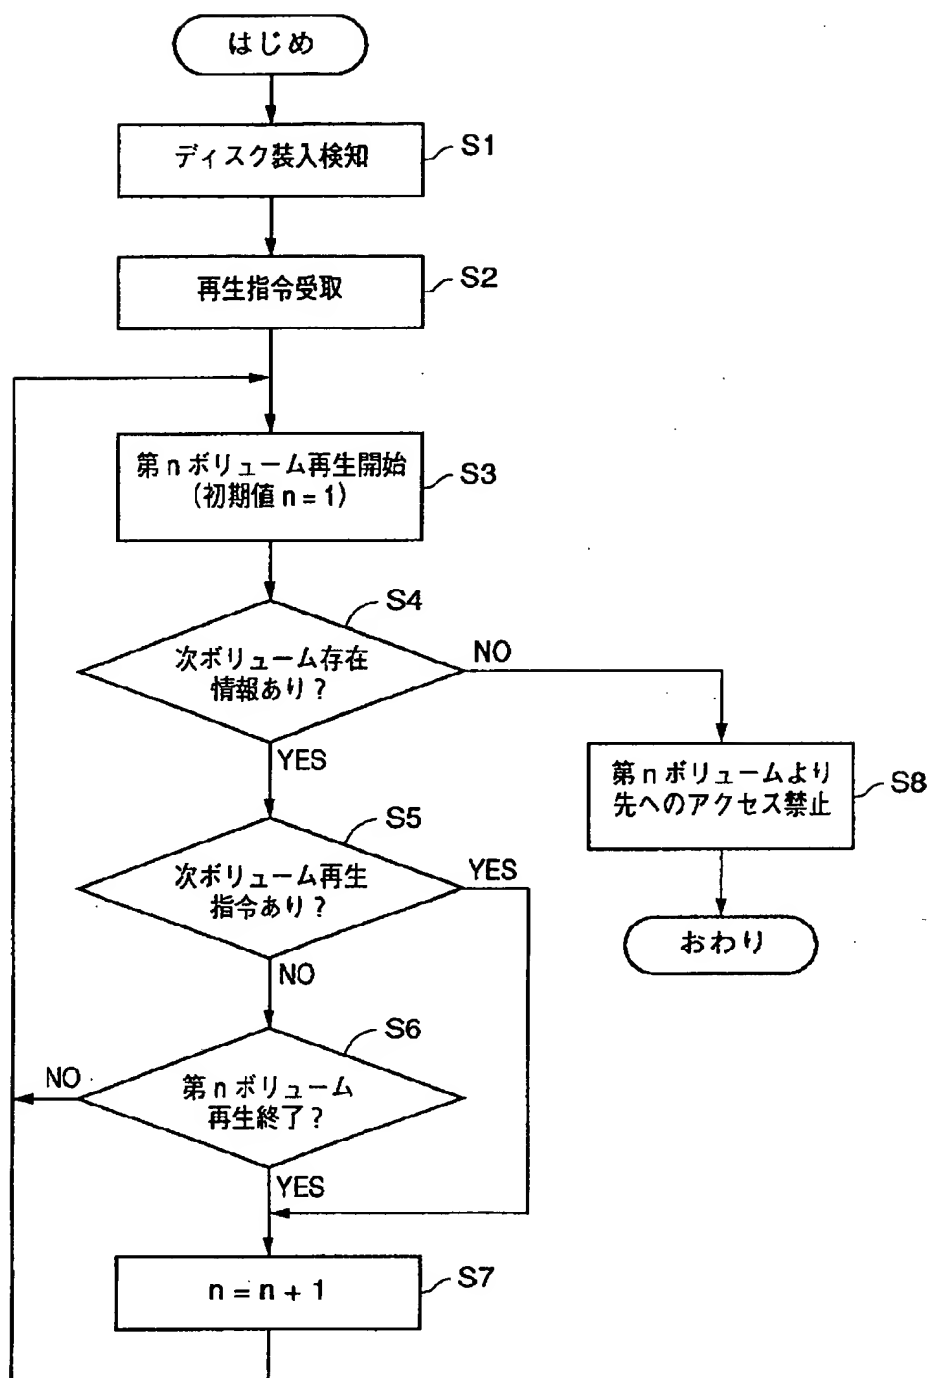 はじめ
ディスク装入検知
S1
再生指令受取
S2
第nボリューム再生開始
(初期値n=1)
S3
S4
次ボリューム存在
情報あり?
NO
YES
第nボリュームより
先へのアクセス禁止
S8
S5
次ボリューム再生
指令あり?
YES
NO
おわり
S6
第nボリューム
再生終了?
NO
YES
n=n+1
S7